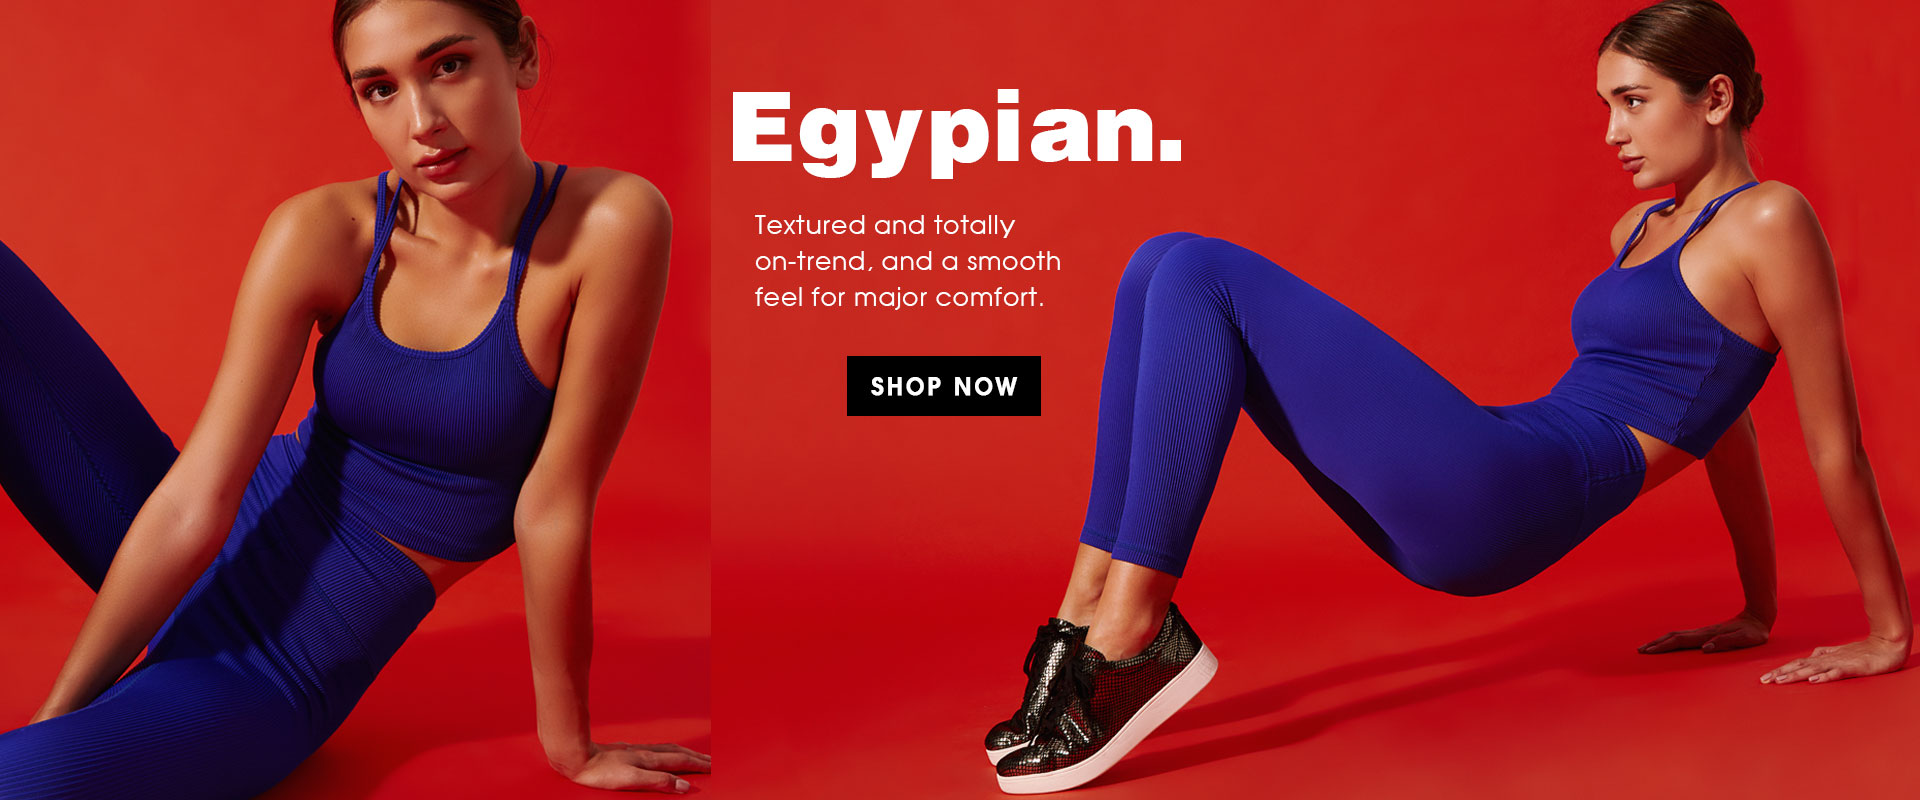 Egypian.
Textured and totally
on-trend, and a smooth
feel for major comfort.
SHOP NOW